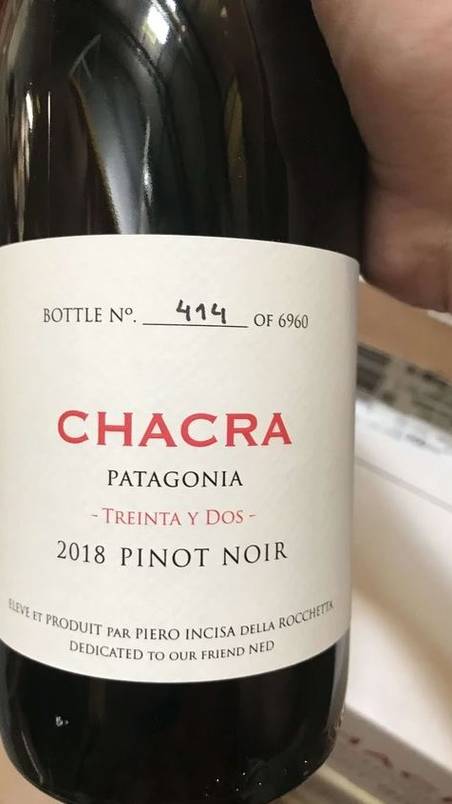 BOTTLE Nº. 414 OF 6960
CHACRA
PATAGONIA
- TREINTA Y DOS -
2018 PINOT NOIR
ELEVE ET PRODUIT PAR PIERO INCISA DELLA ROCCHETTA
DEDICATED TO OUR FRIEND NED